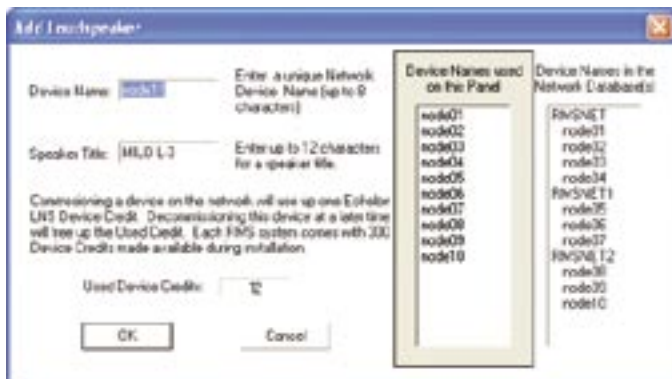 Add Loudspeaker
Device Name:
node11
Enter a unique Network
Device Name (up to 8
characters)
Speaker Title:
MILO L-3
Enter up to 12 characters
for a speaker title.
Commissioning a device on the network will use up one Echelon
LNS Device Credit. Decommissioning this device at a later time
will free up the Used Credit. Each RMS system comes with 300
Device Credits made available during installation
Used Device Credits:
12
OK
Cancel
Device Names used
on this Panel
node01
node02
node03
node04
node05
node06
node07
node08
node09
node10
Device Names in the
Network Database(s)
RMSNET
node01
node02
node03
node04
RMSNET1
node05
node06
node07
RMSNET2
node08
node09
node10